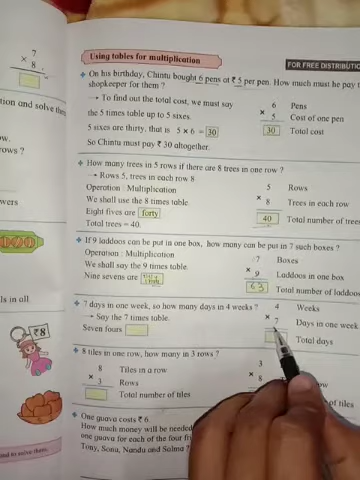 7
× 8
Using tables for multiplication
FOR FREE DISTRIBUTION
On his birthday, Chintu bought 6 pens at ₹ 5 per pen. How much must he pay
shopkeeper for them ?
→ To find out the total cost, we must say
the 5 times table up to 5 sixes.
5 sixes are thirty, that is 5 × 6 = 30
So Chintu must pay ₹ 30 altogether.
6 Pens
× 5 Cost of one pen
30 Total cost
tion and solve
rows ?
wers
ls in all
₹8
How many trees in 5 rows if there are 8 trees in one row ?
→ Rows 5, trees in each row 8
Operation : Multiplication
We shall use the 8 times table.
Eight fives are forty
Total trees = 40.
5 Rows
× 8 Trees in each row
40 Total number of trees
If 9 laddoos can be put in one box, how many can be put in 7 such boxes ?
Operation : Multiplication
We shall say the 9 times table.
Nine sevens are
7 Boxes
× 9 Laddoos in one box
63 Total number of laddoos
7 days in one week, so how many days in 4 weeks ?
→ Say the 7 times table.
Seven fours
4 Weeks
× 7 Days in one week
Total days
8 tiles in one row, how many in 3 rows ?
8 Tiles in a row
× 3 Rows
Total number of tiles
3
× 8
of tiles
One guava costs ₹ 6
How much money will be needed
one guava for each of the four
Tony, Sona, Nandu and Salma ?